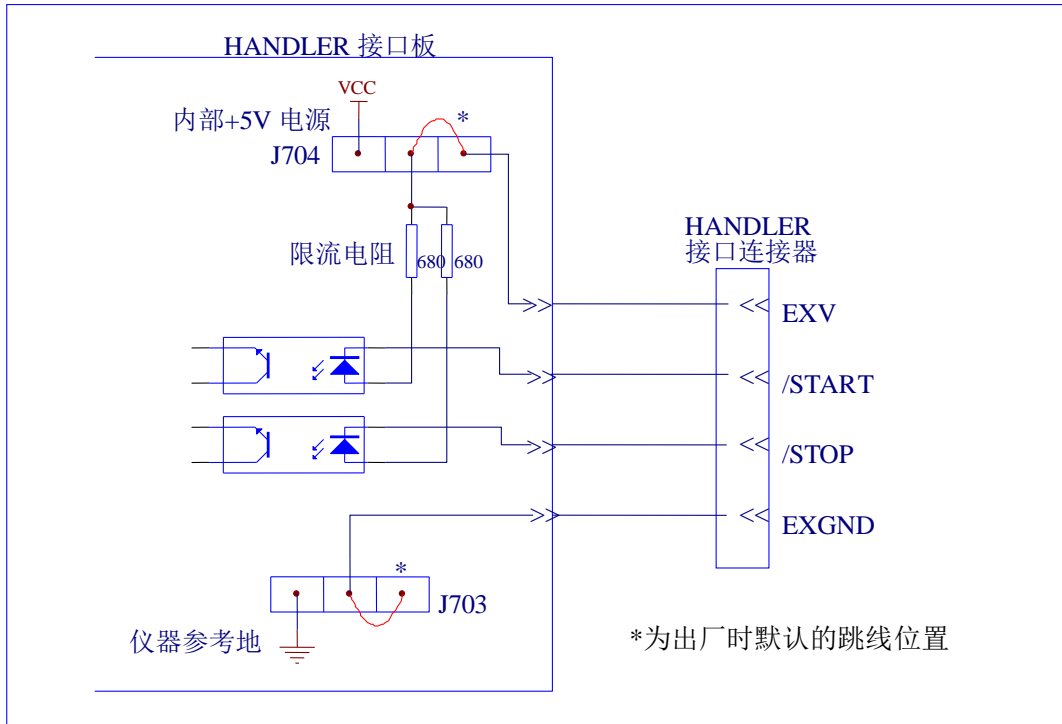 HANDLER 接口板
VCC
内部+5V 电源
*
J704
限流电阻
680
680
HANDLER
接口连接器
EXV
/START
/STOP
EXGND
*
J703
仪器参考地
*为出厂时默认的跳线位置